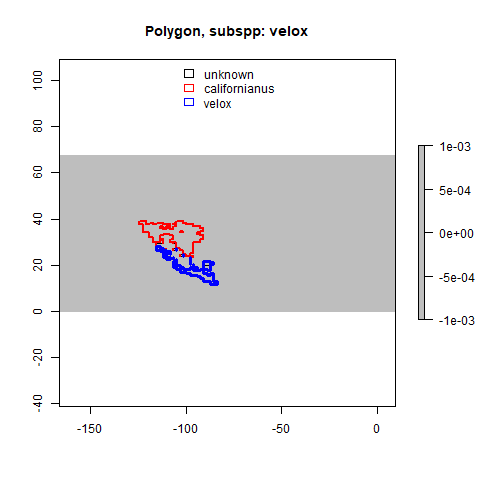 Polygon, subspp: velox
unknown
californianus
velox
100
80
60
40
20
0
-20
-40
-150
-100
-50
0
1e-03
5e-04
0e+00
-5e-04
-1e-03